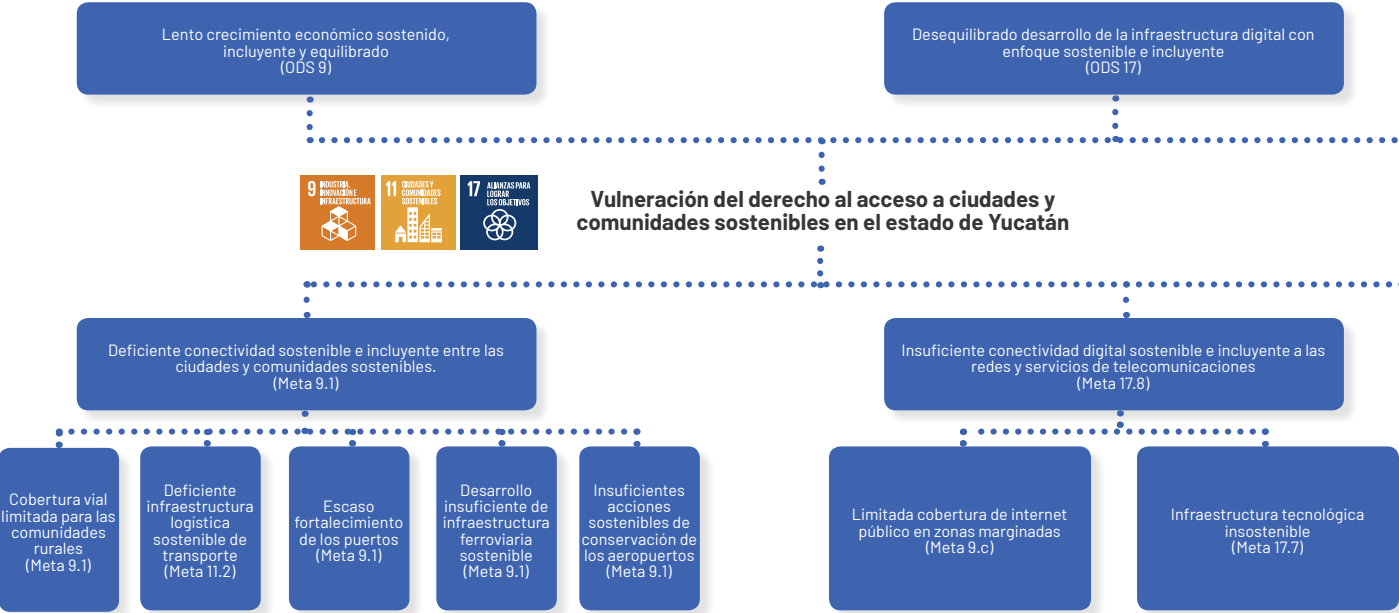 Lento crecimiento económico sostenido,
incluyente y equilibrado
(ODS 9)
Desequilibrado desarrollo de la infraestructura digital con
enfoque sostenible e incluyente
(ODS 17)
9 INDUSTRIA,
INNOVACIÓN E
INFRAESTRUCTURA
11 CIUDADES Y
COMUNIDADES
SOSTENIBLES
17 ALIANZAS PARA
LOGRAR
LOS OBJETIVOS
Vulneración del derecho al acceso a ciudades y
comunidades sostenibles en el estado de Yucatán
Deficiente conectividad sostenible e incluyente entre las
ciudades y comunidades sostenibles.
(Meta 9.1)
Insuficiente conectividad digital sostenible e incluyente a las
redes y servicios de telecomunicaciones
(Meta 17.8)
Cobertura vial
limitada para las
comunidades
rurales
(Meta 9.1)
Deficiente
infraestructura
logística
sostenible de
transporte
(Meta 11.2)
Escaso
fortalecimiento
de los puertos
(Meta 9.1)
Desarrollo
insuficiente de
infraestructura
ferroviaria
sostenible
(Meta 9.1)
Insuficientes
acciones
sostenibles de
conservación de
los aeropuertos
(Meta 9.1)
Limitada cobertura de internet
público en zonas marginadas
(Meta 9.c)
Infraestructura tecnológica
insostenible
(Meta 17.7)